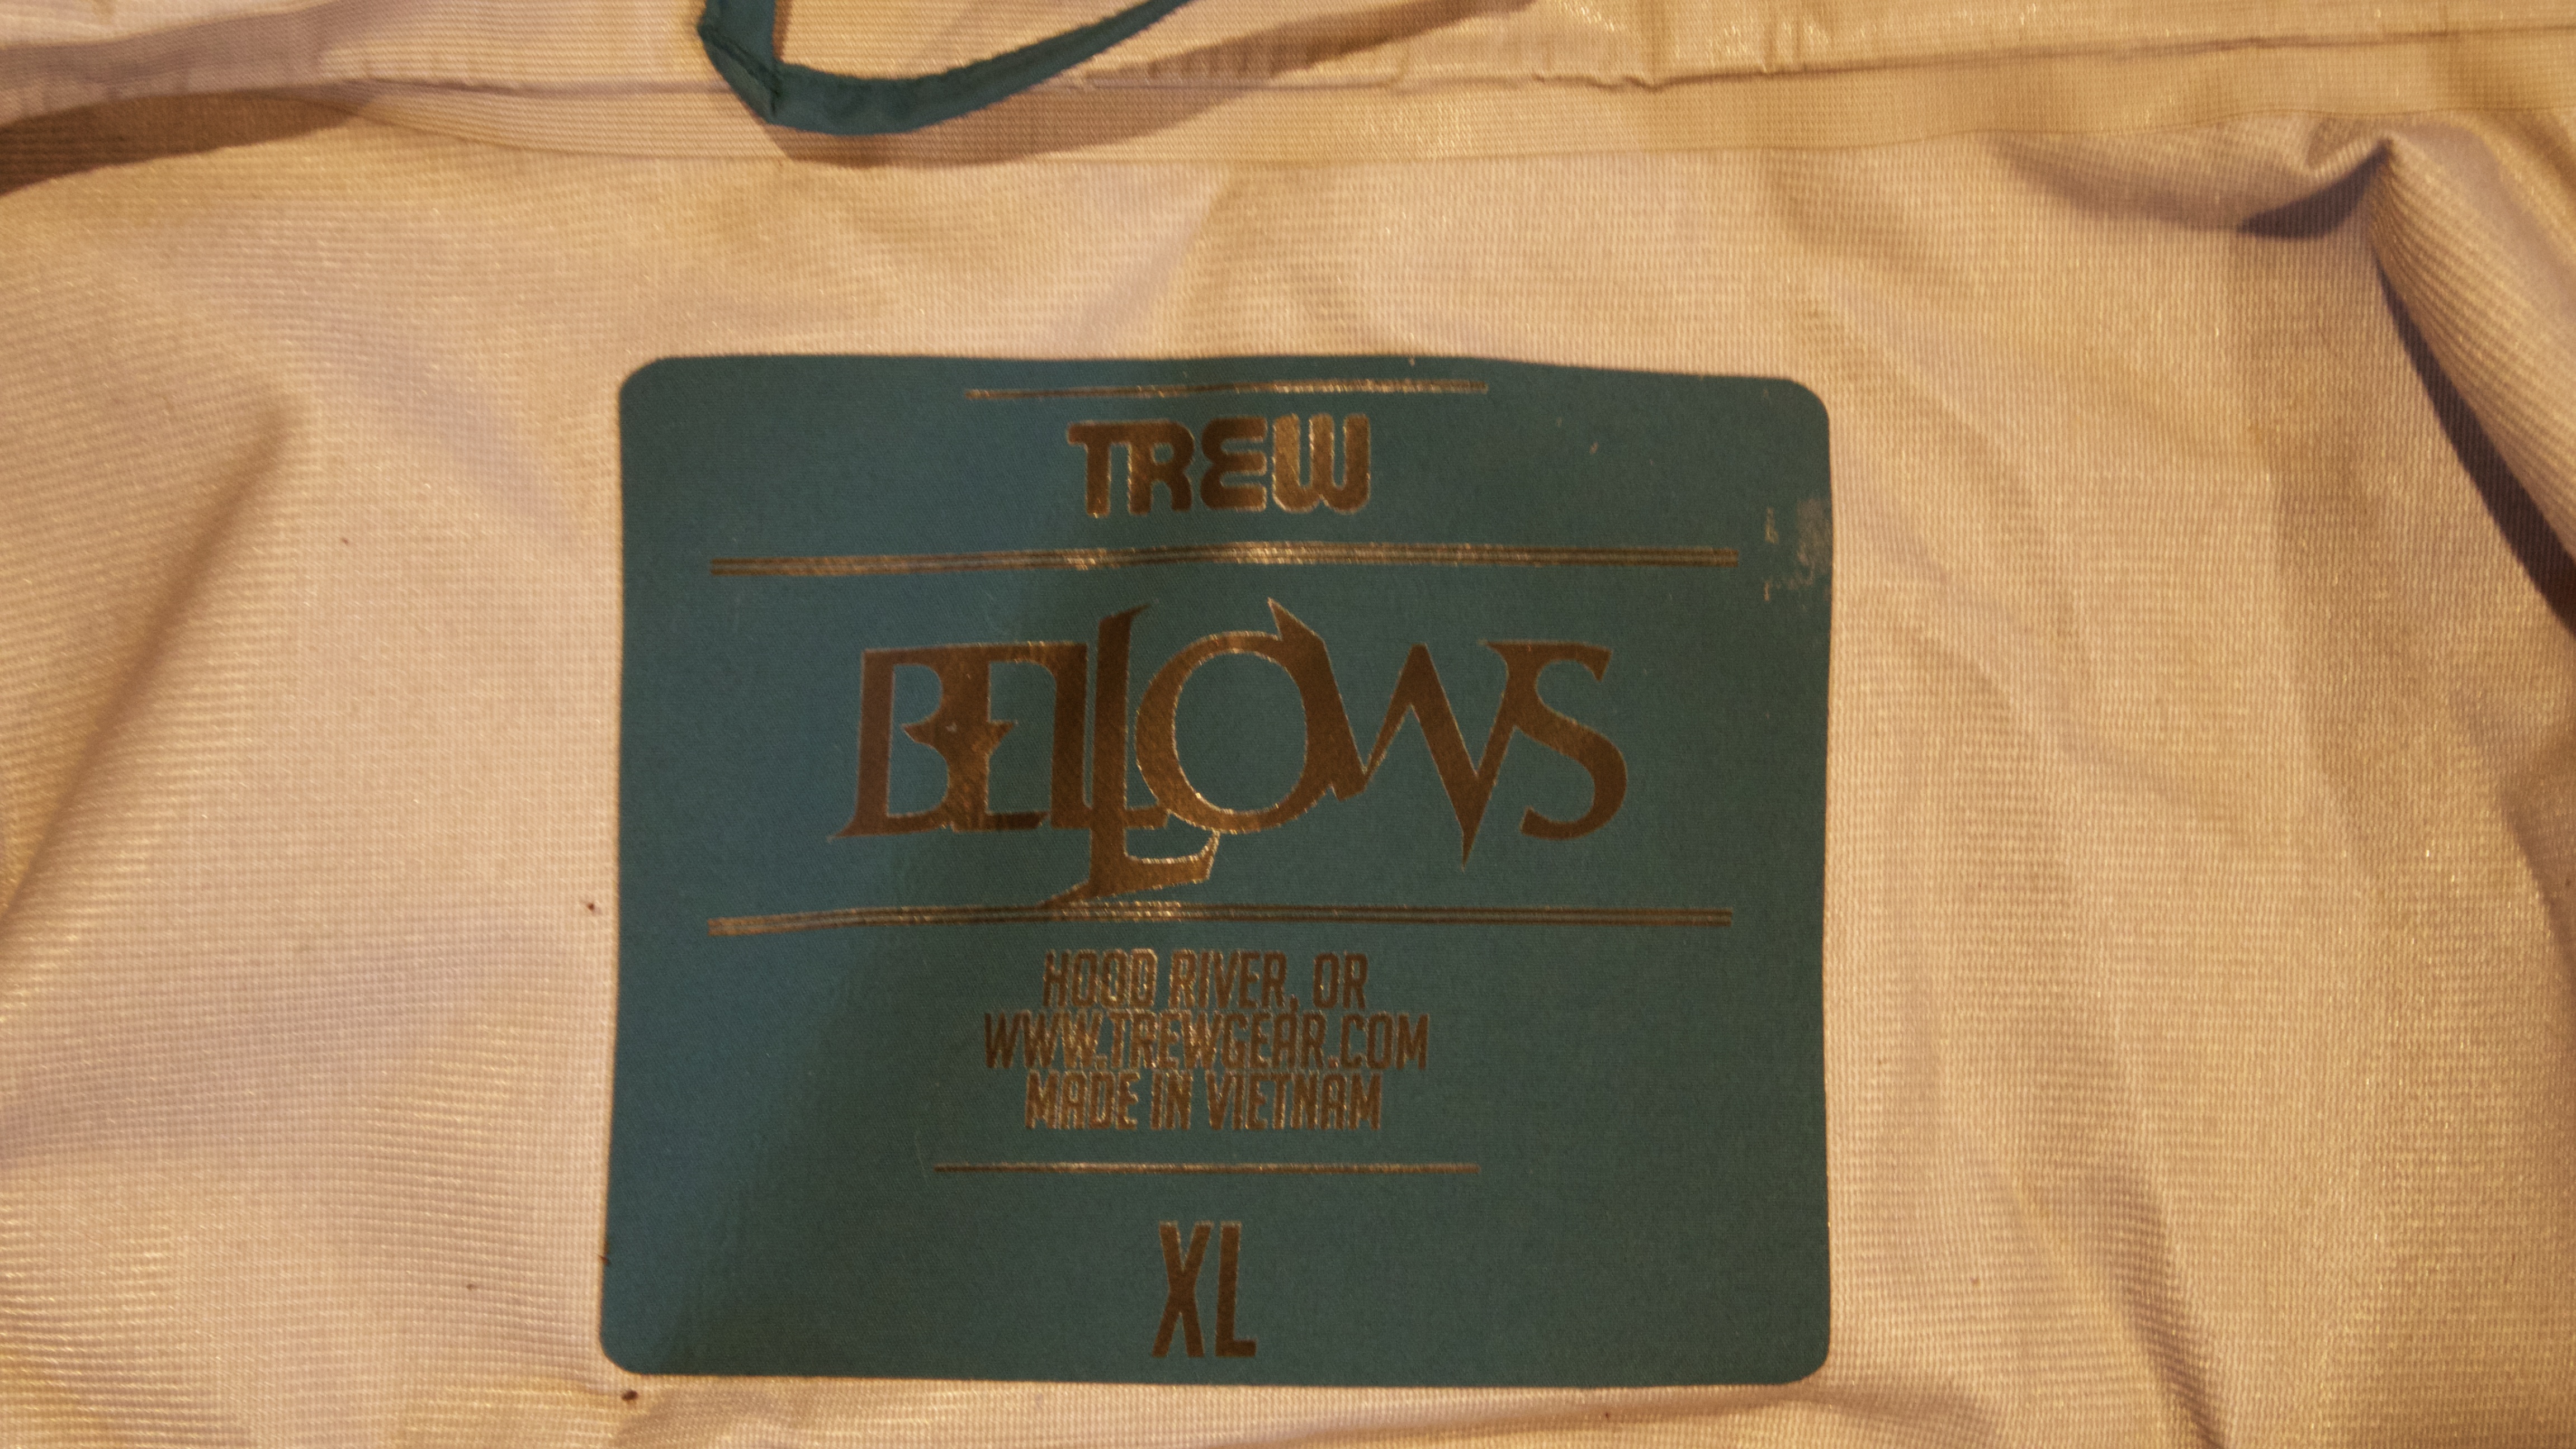 TREW
BELLOWS
HOOD RIVER, OR
WWW.TREWGEAR.COM
MADE IN VIETNAM
XL